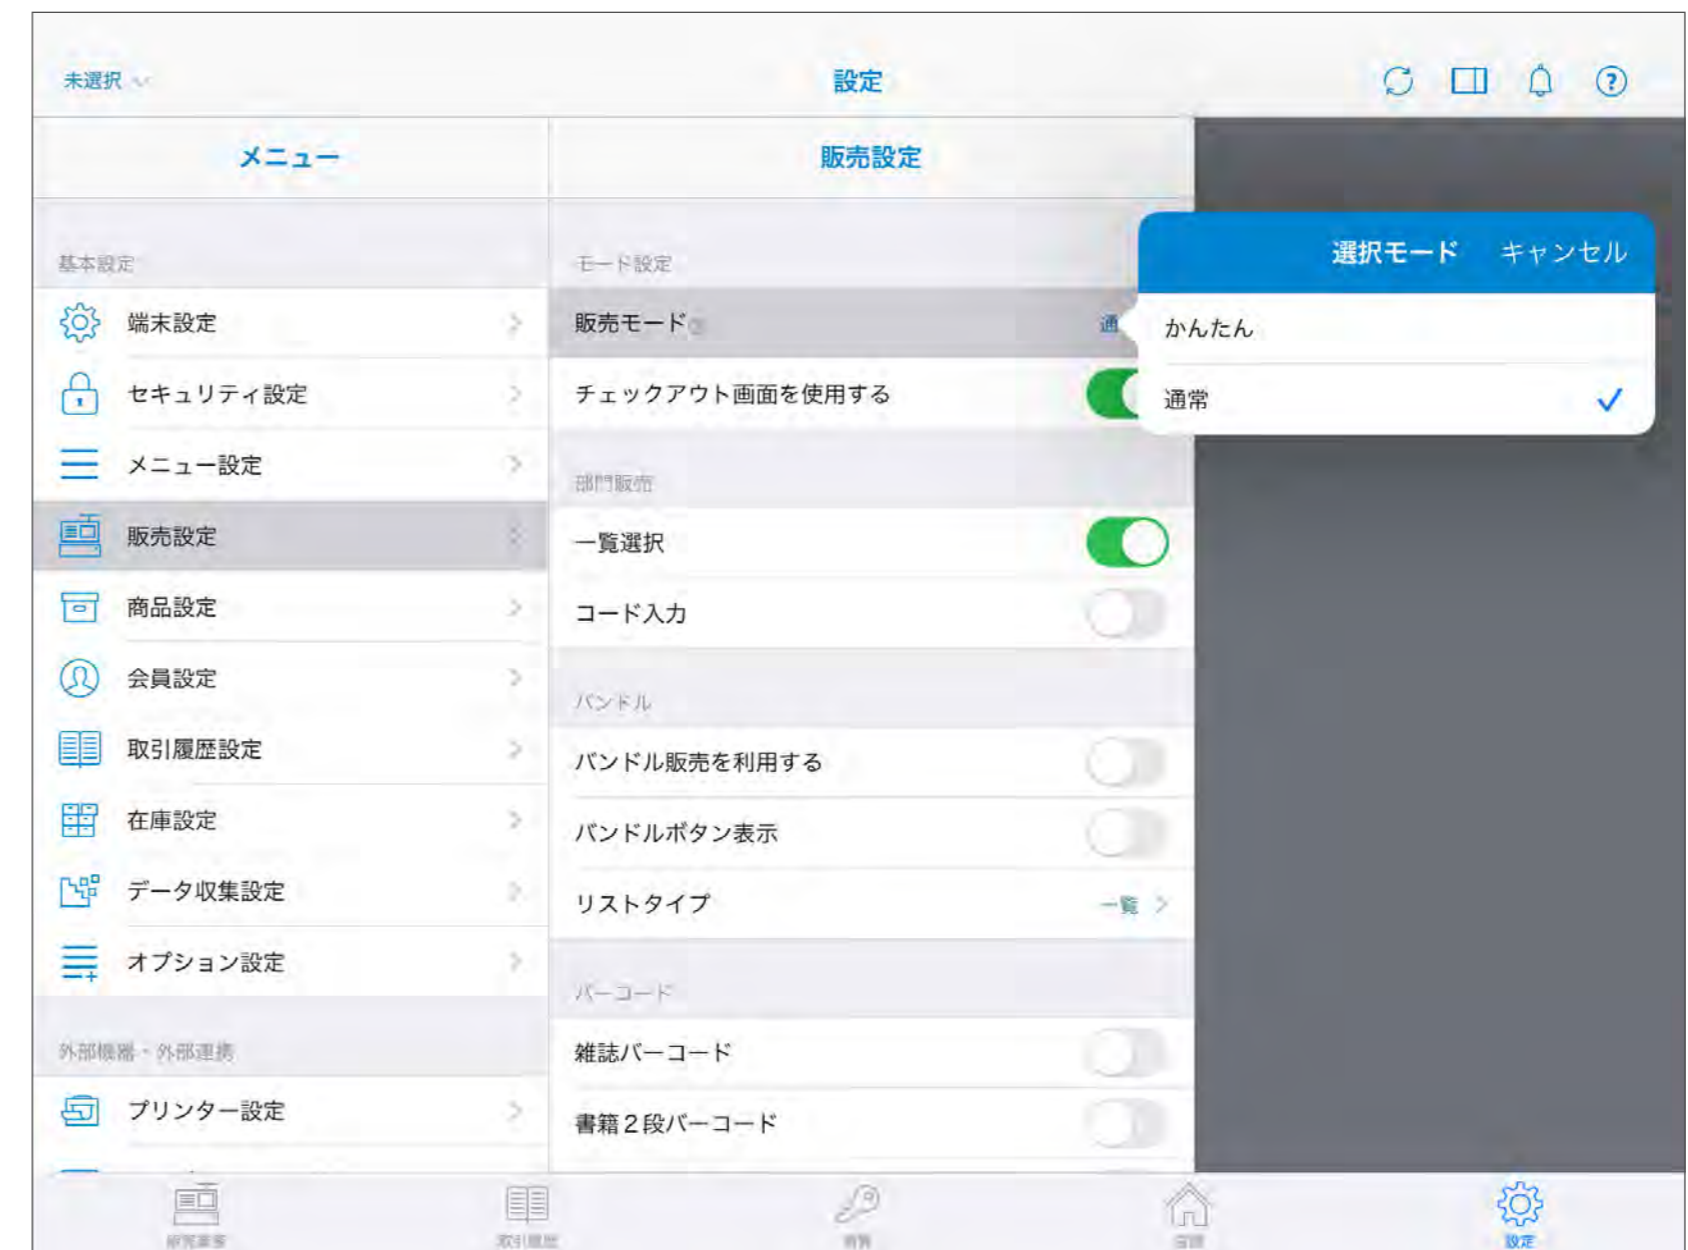 未選択
設定
メニュー
販売設定
基本設定
端末設定
セキュリティ設定
メニュー設定
販売設定
商品設定
会員設定
取引履歴設定
在庫設定
データ収集設定
オプション設定
外部機器・外部連携
プリンター設定
モード設定
販売モード
通
チェックアウト画面を使用する
部門販売
一覧選択
コード入力
バンドル
バンドル販売を利用する
バンドルボタン表示
リストタイプ
一覧
バーコード
雑誌バーコード
書籍２段バーコード
選択モード キャンセル
かんたん
通常
取引履歴
設定